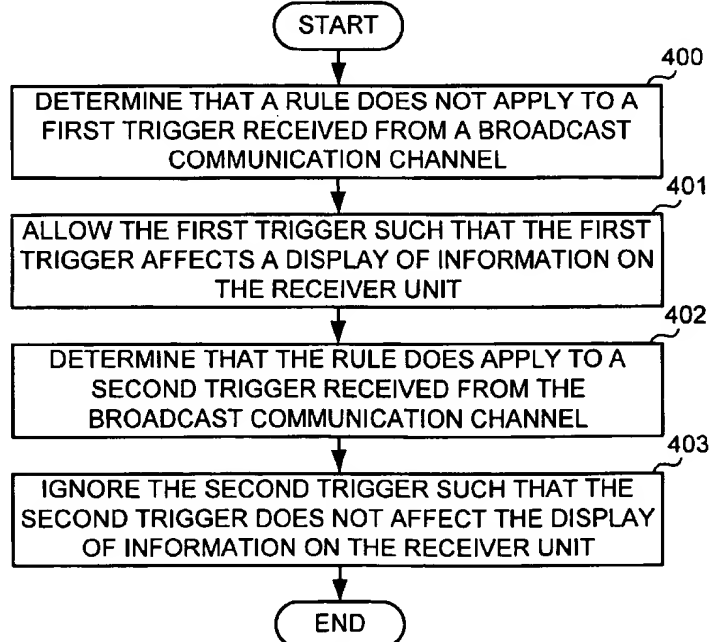 START
400
DETERMINE THAT A RULE DOES NOT APPLY TO A
FIRST TRIGGER RECEIVED FROM A BROADCAST
COMMUNICATION CHANNEL
401
ALLOW THE FIRST TRIGGER SUCH THAT THE FIRST
TRIGGER AFFECTS A DISPLAY OF INFORMATION ON
THE RECEIVER UNIT
402
DETERMINE THAT THE RULE DOES APPLY TO A
SECOND TRIGGER RECEIVED FROM THE
BROADCAST COMMUNICATION CHANNEL
403
IGNORE THE SECOND TRIGGER SUCH THAT THE
SECOND TRIGGER DOES NOT AFFECT THE DISPLAY
OF INFORMATION ON THE RECEIVER UNIT
END